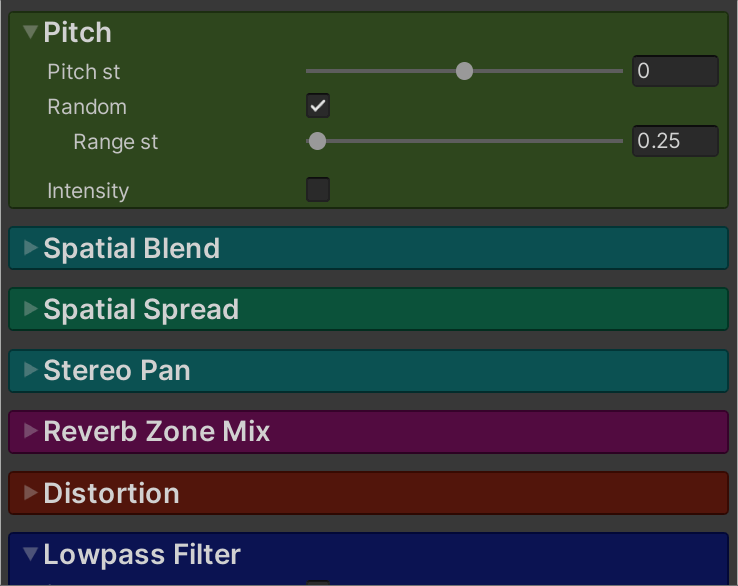 Pitch
Pitch st 0
Random
Range st 0.25
Intensity
Spatial Blend
Spatial Spread
Stereo Pan
Reverb Zone Mix
Distortion
Lowpass Filter